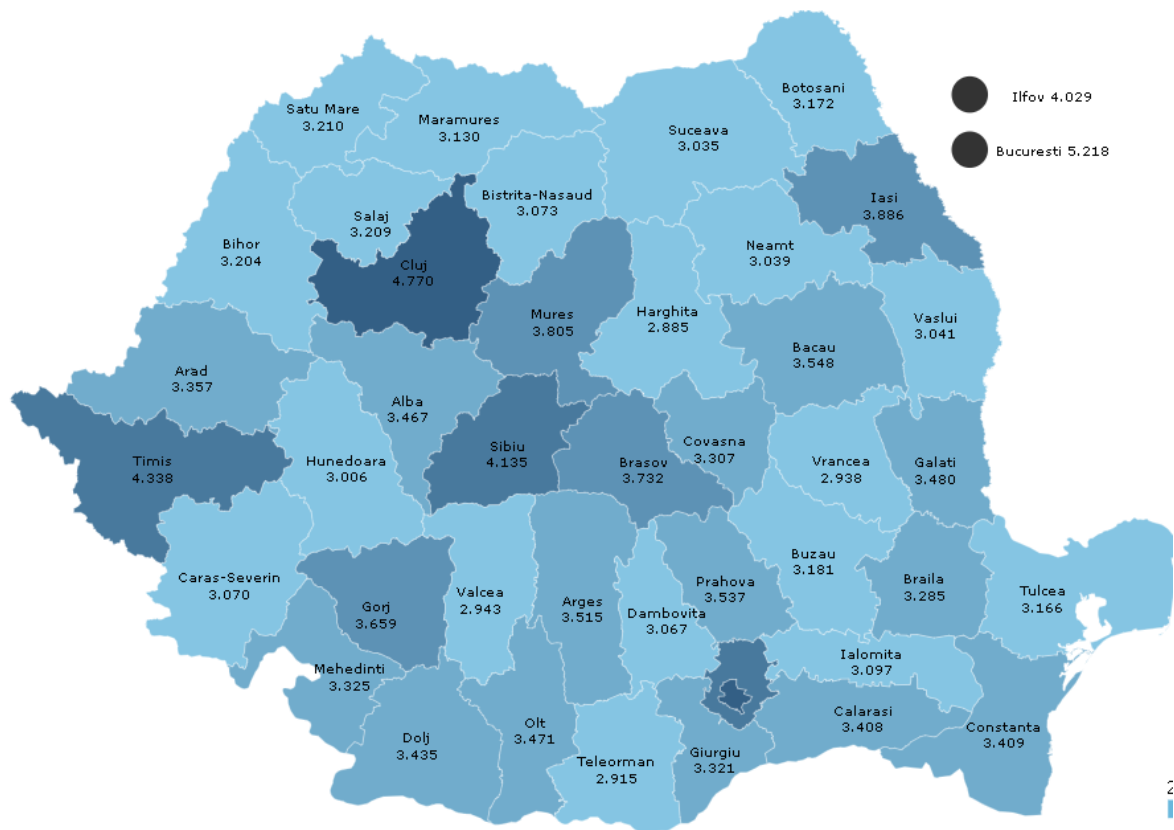 Botosani
3.172
Satu Mare
3.210
Ilfov 4.029
Maramures
3.130
Suceava
3.035
Bucuresti 5.218
Bistrita-Nasaud
3.073
Iasi
3.886
Salaj
3.209
Bihor
3.204
Neamt
3.039
Cluj
4.770
Mures
3.805
Harghita
2.885
Vaslui
3.041
Bacau
3.548
Arad
3.357
Alba
3.467
Sibiu
4.135
Covasna
3.307
Timis
4.338
Hunedoara
3.006
Brasov
3.732
Vrancea
2.938
Galati
3.480
Buzau
3.181
Caras-Severin
3.070
Prahova
3.537
Braila
3.285
Valcea
2.943
Tulcea
3.166
Gorj
3.659
Arges
3.515
Dambovita
3.067
Ialomita
3.097
Mehedinti
3.325
Calarasi
3.408
Olt
3.471
Constanta
3.409
Dolj
3.435
Teleorman
2.915
Giurgiu
3.321
2